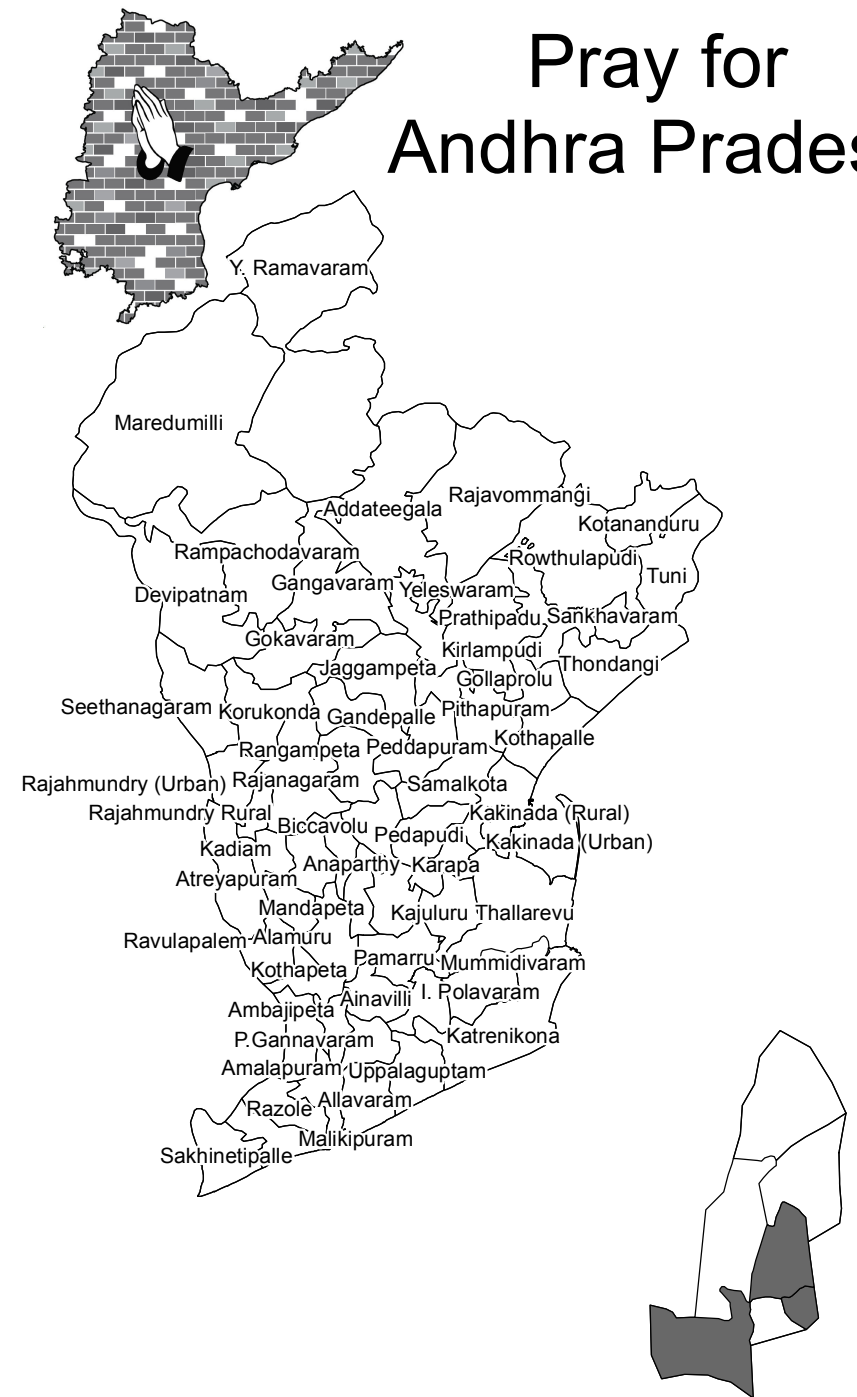 Pray for
Andhra Prades
Y. Ramavaram
Maredumilli
Rajavommangi
Addateegala
Kotananduru
Rampachodavaram
Rowthulapudi
Tuni
Gangavaram
Yeleswaram
Devipatnam
Prathipadu
Sankhavaram
Gokavaram
Kirlampudi
Thondangi
Jaggampeta
Gollaprolu
Seethanagaram
Korukonda
Gandepalle
Pithapuram
Kothapalle
Rangampeta
Peddapuram
Rajahmundry (Urban)
Rajanagaram
Samalkota
Rajahmundry Rural
Kakinada (Rural)
Biccavolu
Pedapudi
Kakinada (Urban)
Kadiam
Anaparthy
Karapa
Atreyapuram
Mandapeta
Kajuluru
Thallarevu
Ravulapalem
Alamuru
Pamarru
Mummidivaram
Kothapeta
Ainavilli
I. Polavaram
Ambajipeta
P.Gannavaram
Katrenikona
Amalapuram
Uppalaguptam
Razole
Allavaram
Malikipuram
Sakhinetipalle